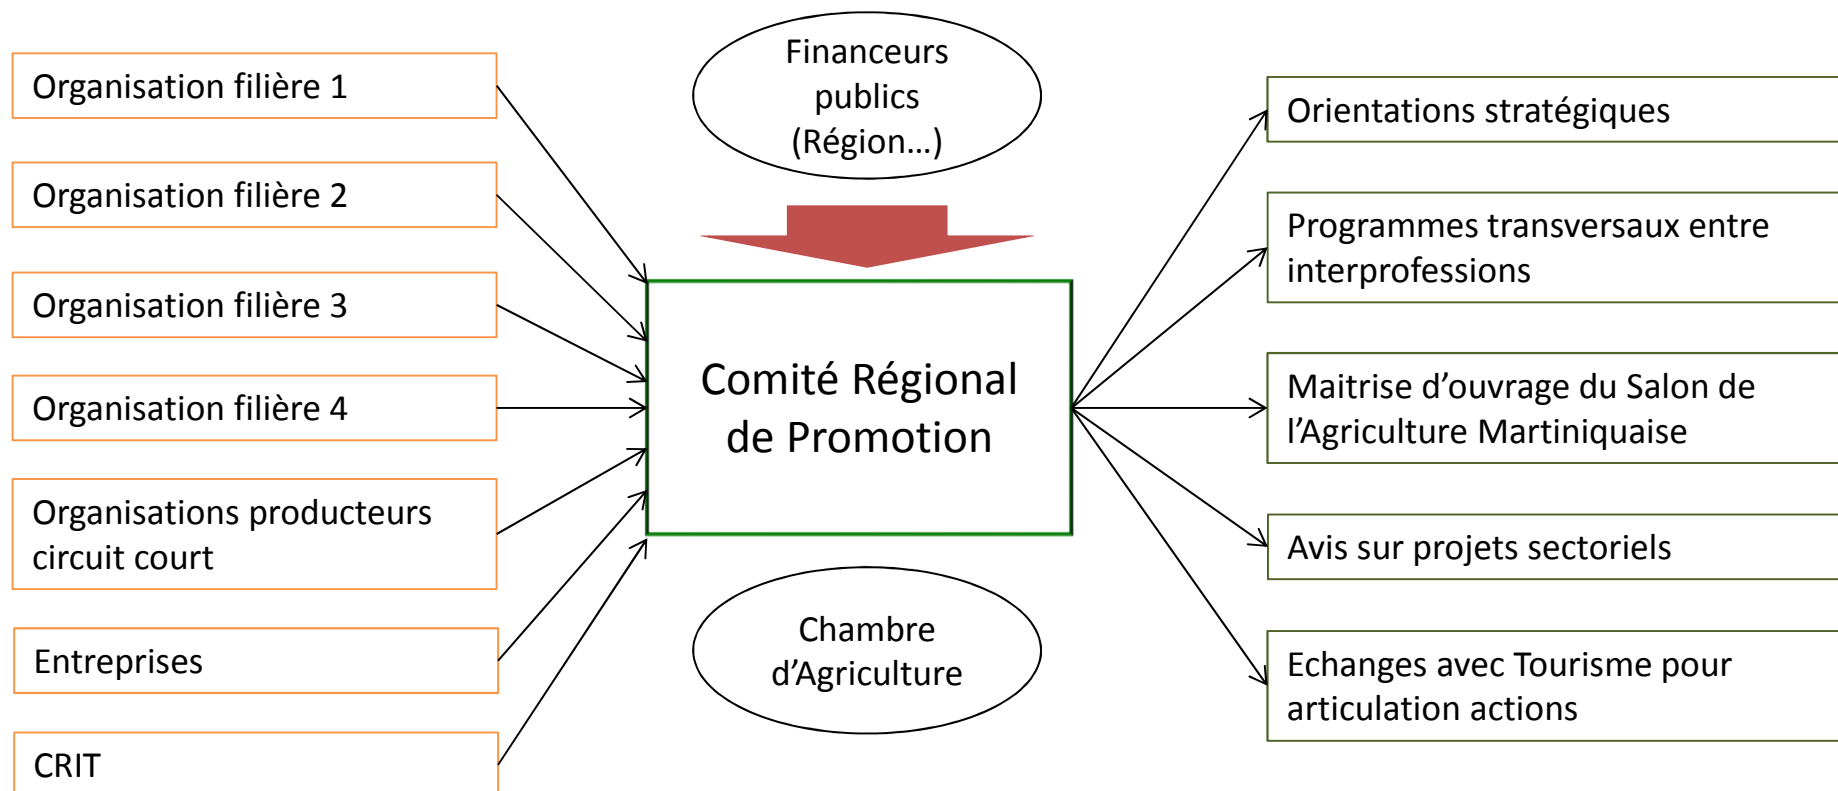 Organisation filière 1
Organisation filière 2
Organisation filière 3
Organisation filière 4
Organisations producteurs
circuit court
Entreprises
CRIT
Financeurs
publics
(Région…)
Comité Régional
de Promotion
Chambre
d’Agriculture
Orientations stratégiques
Programmes transversaux entre
interprofessions
Maitrise d’ouvrage du Salon de
l’Agriculture Martiniquaise
Avis sur projets sectoriels
Echanges avec Tourisme pour
articulation actions